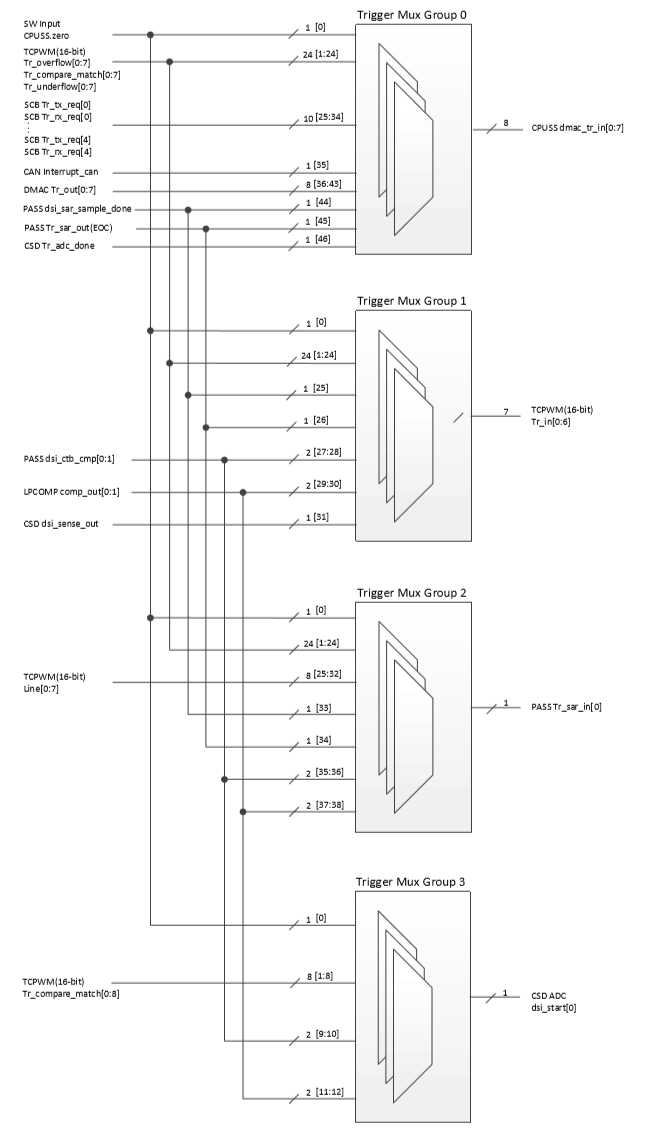 Trigger Mux Group 0
SW Input
CPUSS.zero
1 [0]
TCPWM(16-bit)
Tr_overflow[0:7]
Tr_compare_match[0:7]
Tr_underflow[0:7]
24 [1:24]
SCB Tr_tx_req[0]
SCB Tr_rx_req[0]
⋮
SCB Tr_tx_req[4]
SCB Tr_rx_req[4]
10 [25:34]
8
CPUSS dmac_tr_in[0:7]
CAN Interrupt_can
1 [35]
DMAC Tr_out[0:7]
8 [36:43]
PASS dsi_sar_sample_done
1 [44]
PASS Tr_sar_out(EOC)
1 [45]
CSD Tr_adc_done
1 [46]
Trigger Mux Group 1
1 [0]
24 [1:24]
1 [25]
1 [26]
7
TCPWM(16-bit)
Tr_in[0:6]
PASS dsi_ctb_cmp[0:1]
2 [27:28]
LPCOMP comp_out[0:1]
2 [29:30]
CSD dsi_sense_out
1 [31]
Trigger Mux Group 2
1 [0]
24 [1:24]
TCPWM(16-bit)
Line[0:7]
8 [25:32]
1 [33]
1
PASS Tr_sar_in[0]
1 [34]
2 [35:36]
2 [37:38]
Trigger Mux Group 3
1 [0]
TCPWM(16-bit)
Tr_compare_match[0:8]
8 [1:8]
1
CSD ADC
dsi_start[0]
2 [9:10]
2 [11:12]